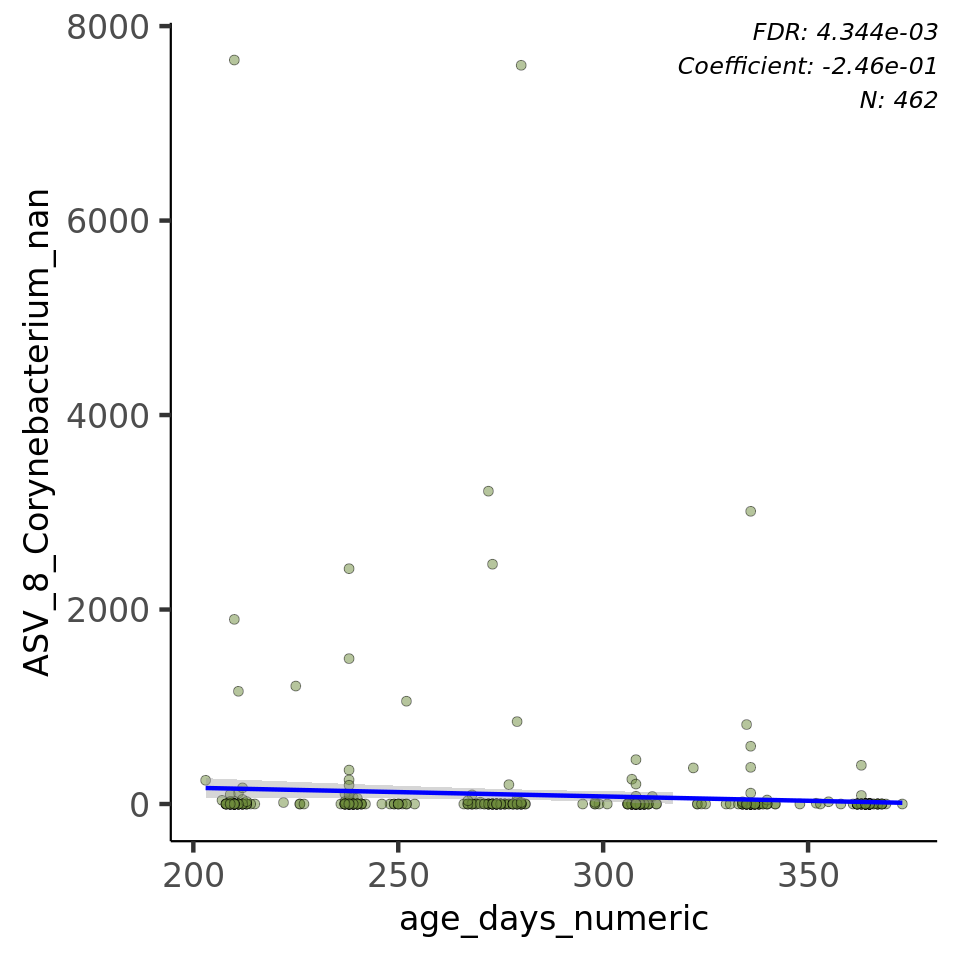 FDR: 4.344e-03
Coefficient: -2.46e-01
N: 462
8000
6000
4000
2000
0
ASV_8_Corynebacterium_nan
200 250 300 350
age_days_numeric